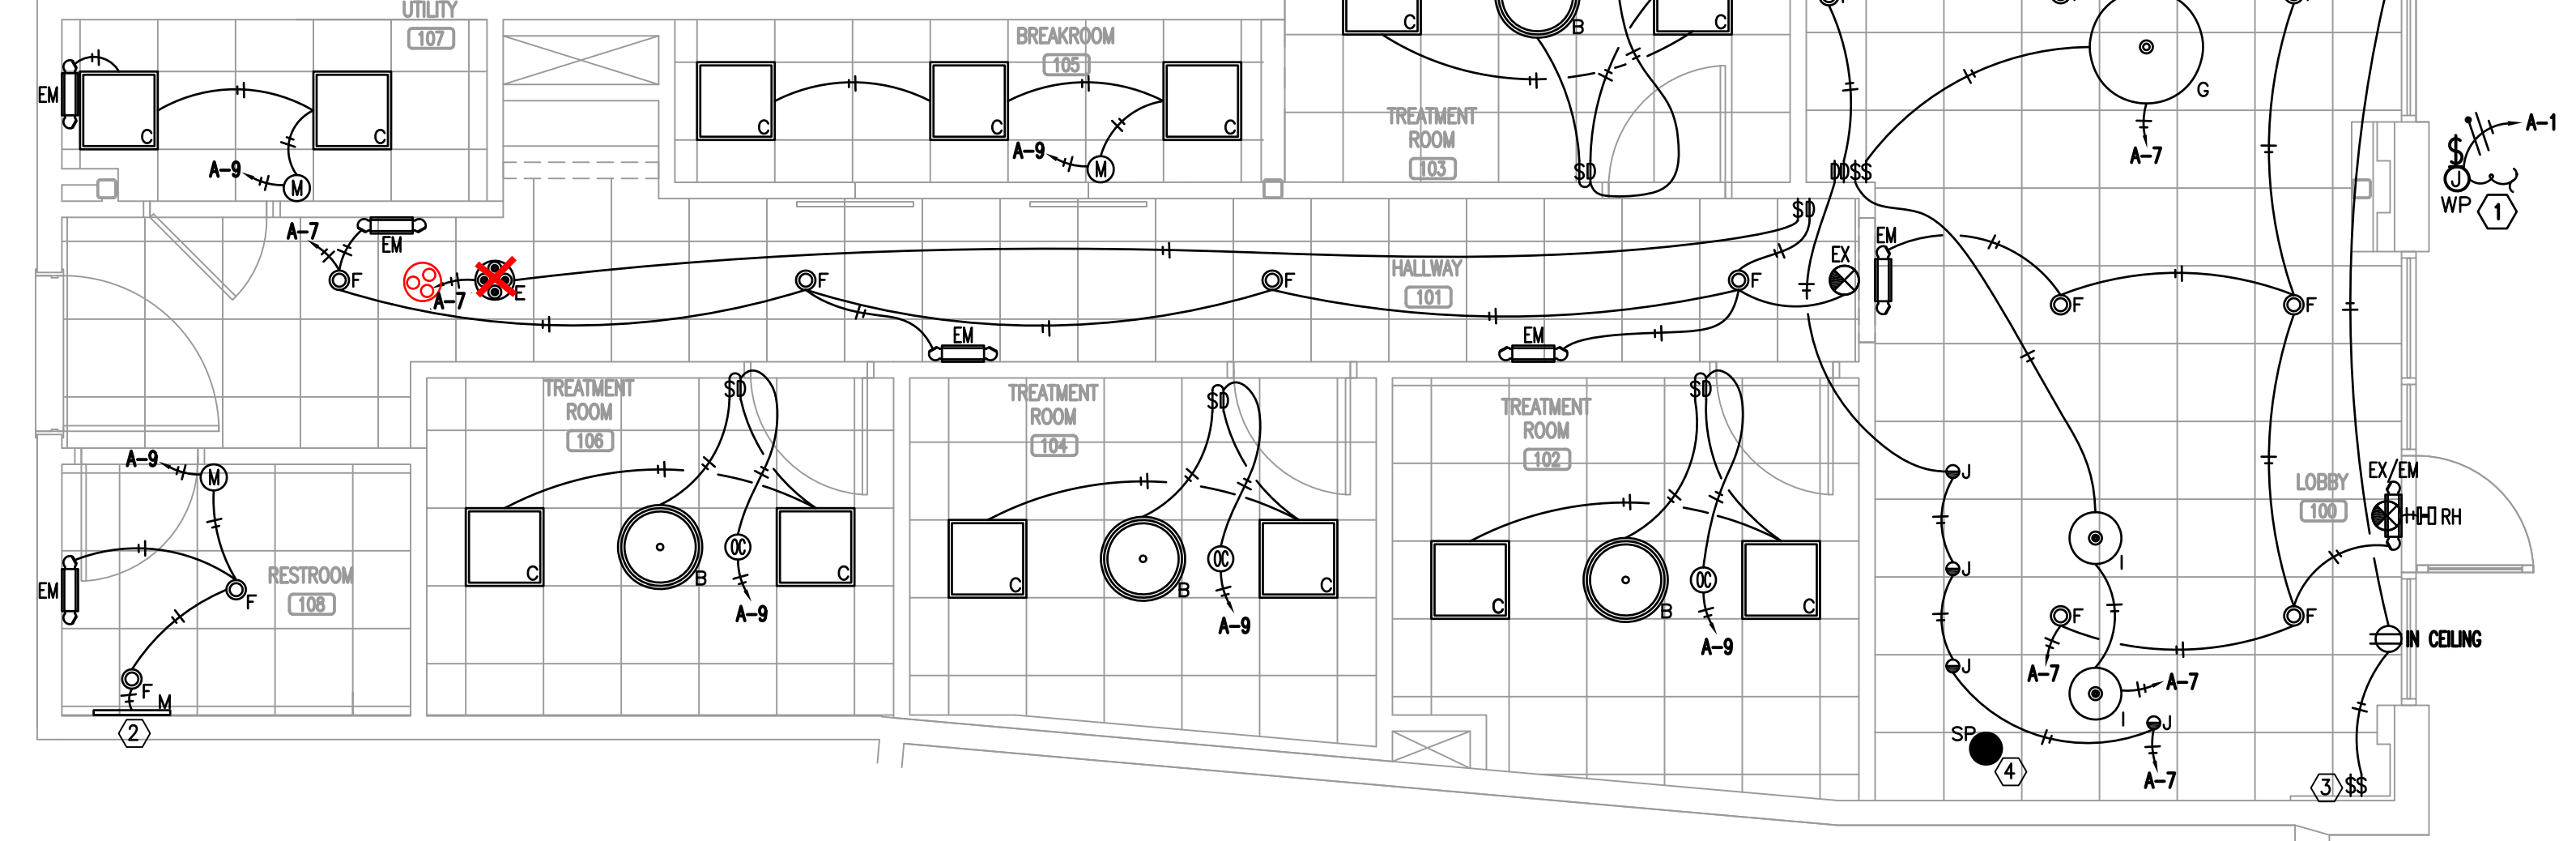 UTILITY
107
EM
C
C
A-9
M
BREAKROOM
105
C
C
C
A-9
M
C
B
C
TREATMENT
ROOM
103
$D
G
A-7
DD$$
A-1
$
J
WP
1
A-7
EM
A-7
E
F
F
F
F
$D
HALLWAY
101
EX
EM
EM
EM
F
F
TREATMENT
ROOM
106
$D
C
B
OC
C
A-9
TREATMENT
ROOM
104
$D
C
B
OC
C
A-9
TREATMENT
ROOM
102
$D
C
B
OC
C
A-9
A-9
M
EM
RESTROOM
108
F
F
M
2
J
J
J
J
A-7
I
I
A-7
F
A-7
F
LOBBY
100
EX/EM
RH
IN CEILING
SP
4
3
$$